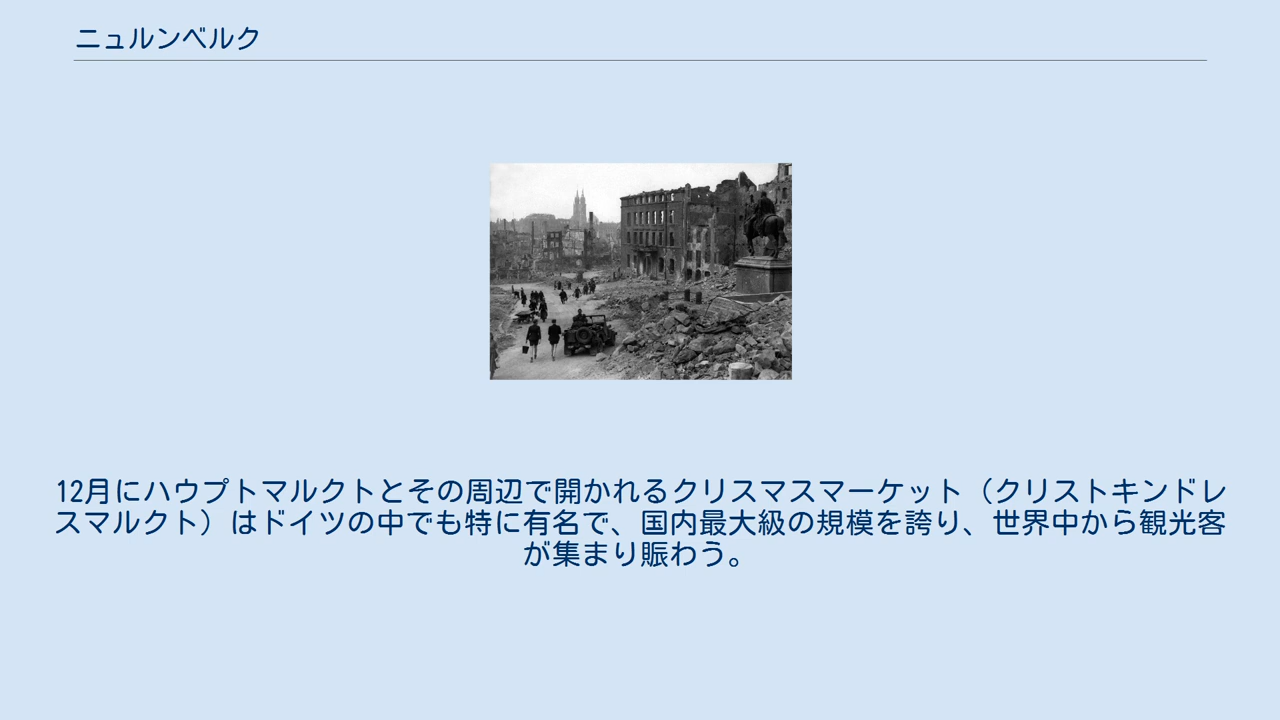 ニュルンベルク
12月にハウプトマルクトとその周辺で開かれるクリスマスマーケット（クリストキンドレ
スマルクト）はドイツの中でも特に有名で、国内最大級の規模を誇り、世界中から観光客
が集まり賑わう。